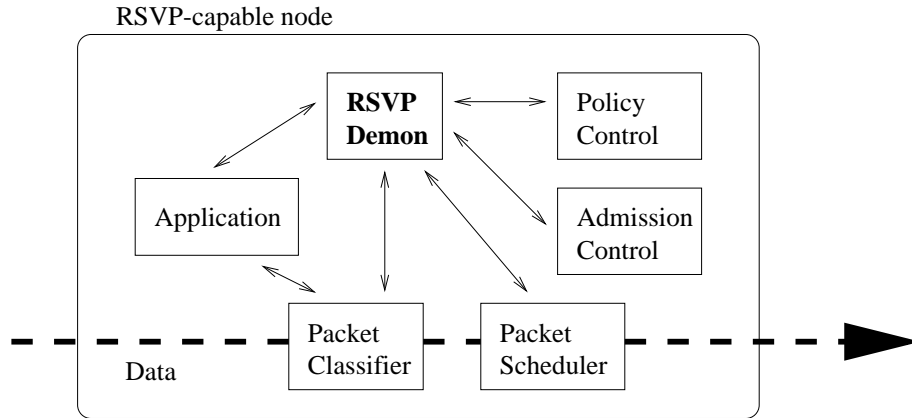 RSVP-capable node
RSVP
Demon
Policy
Control
Application
Admission
Control
Packet
Classifier
Packet
Scheduler
Data